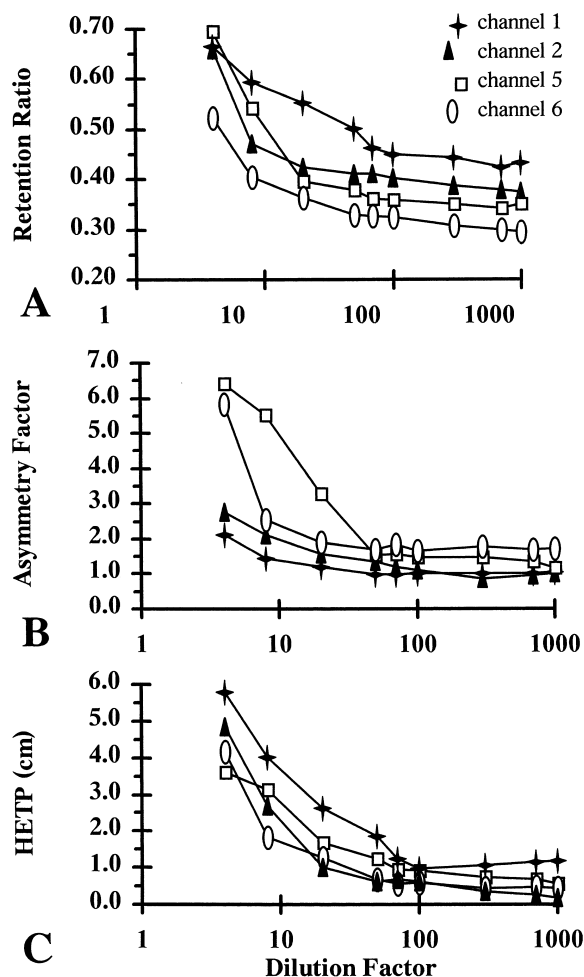 channel 1
channel 2
channel 5
channel 6
0.70
0.60
0.50
0.40
0.30
0.20
Retention Ratio
A
1 10 100 1000
7.0
6.0
5.0
4.0
3.0
2.0
1.0
0.0
Asymmetry Factor
B
1 10 100 1000
6.0
5.0
4.0
3.0
2.0
1.0
0.0
HETP (cm)
C
1 10 100 1000
Dilution Factor